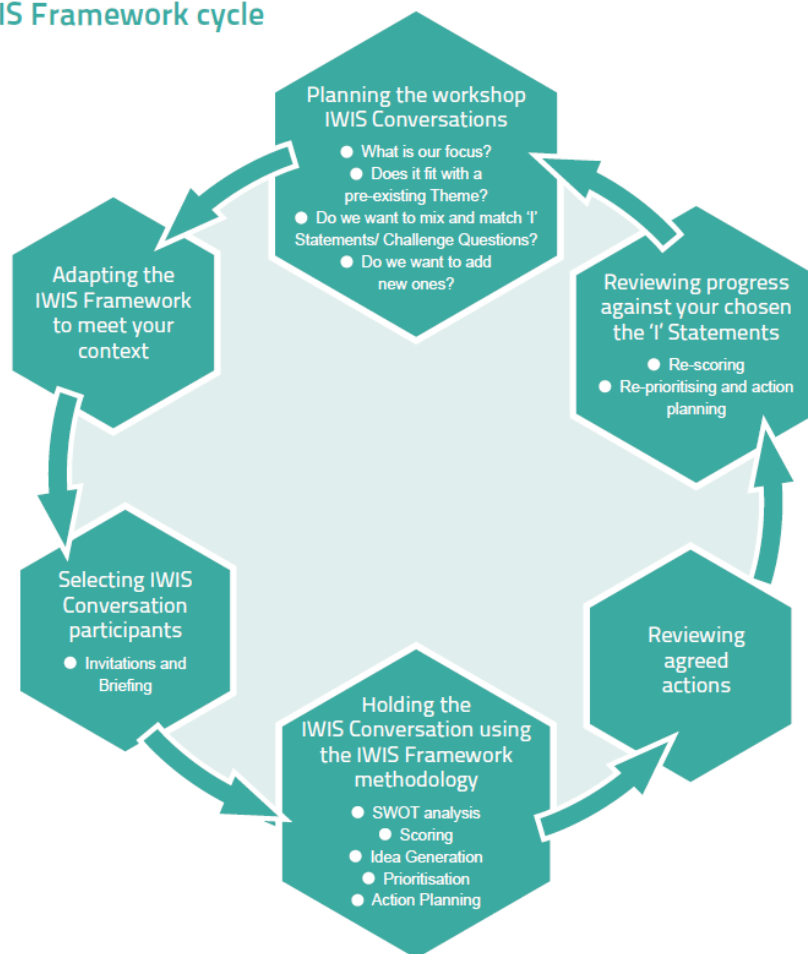 IS Framework cycle
Planning the workshop
IWIS Conversations
● What is our focus?
● Does it fit with a
pre-existing Theme?
● Do we want to mix and match ‘I’
Statements/ Challenge Questions?
● Do we want to add
new ones?
Adapting the
IWIS Framework
to meet your
context
Selecting IWIS
Conversation
participants
● Invitations and
Briefing
Holding the
IWIS Conversation using
the IWIS Framework
methodology
● SWOT analysis
● Scoring
● Idea Generation
● Prioritisation
● Action Planning
Reviewing
agreed
actions
Reviewing progress
against your chosen
the ‘I’ Statements
● Re-scoring
● Re-prioritising and action
planning